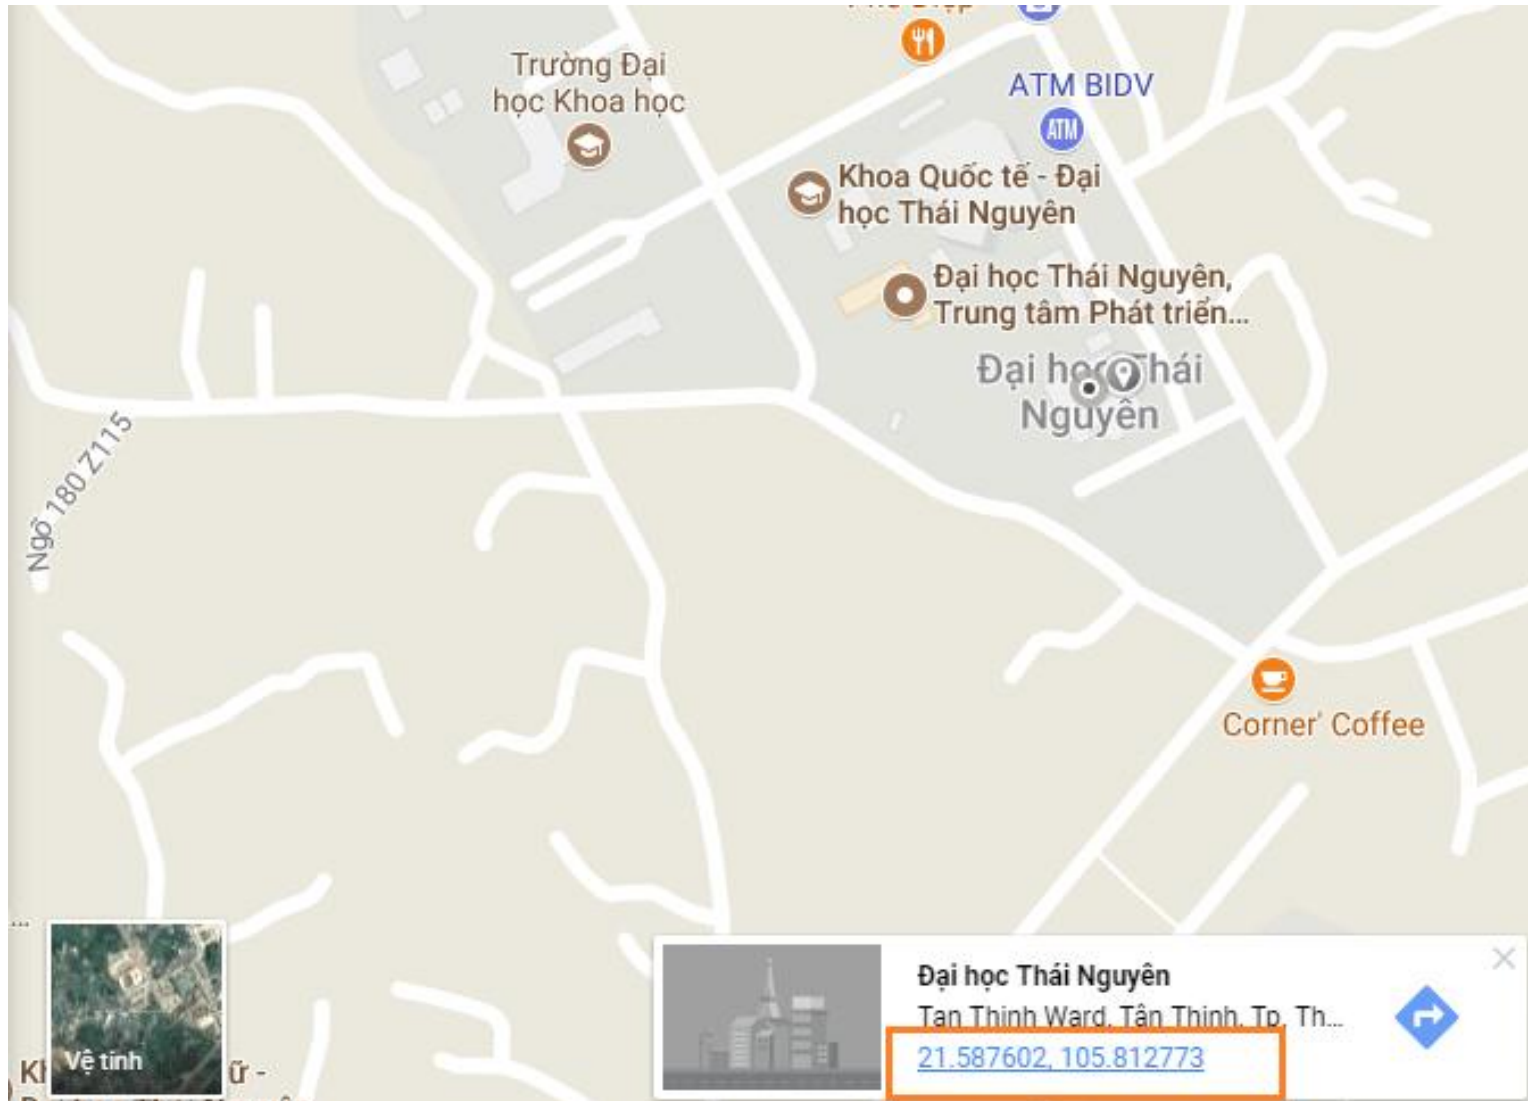 Trường Đại
học Khoa học
ATM BIDV
ATM
Khoa Quốc tế - Đại
học Thái Nguyên
Đại học Thái Nguyên,
Trung tâm Phát triển...
Đại học Thái
Nguyên
Ngõ 180 Z115
Corner' Coffee
...
Vệ tinh
ữ -
Đại học Thái Nguyên
Tan Thinh Ward, Tân Thịnh, Tp. Th...
21.587602, 105.812773